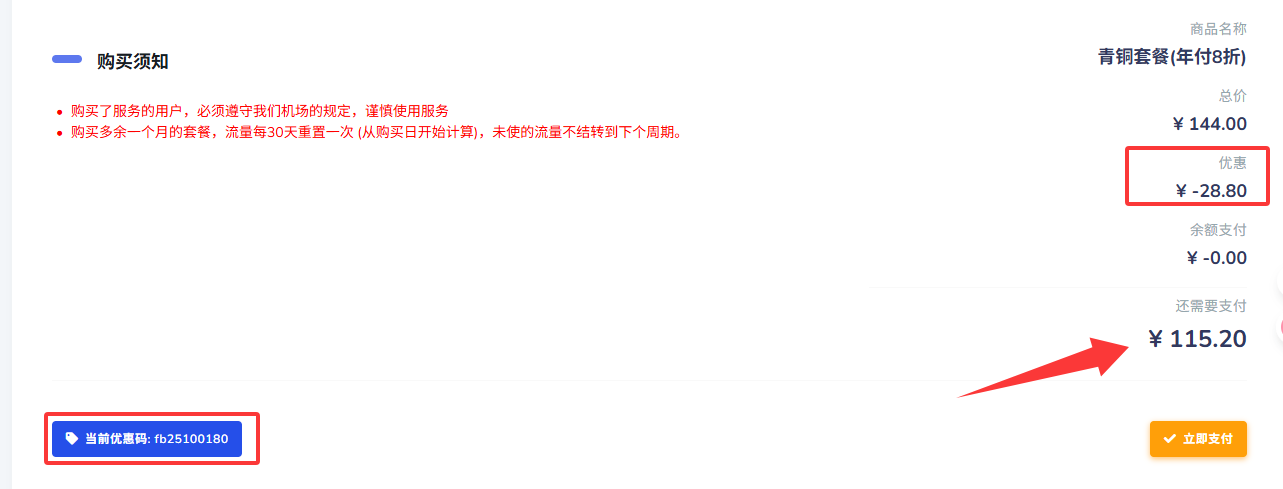 购买须知
购买了服务的用户，必须遵守我们机场的规定，谨慎使用服务
购买多余一个月的套餐，流量每30天重置一次 (从购买日开始计算)，未使的流量不结转到下个周期。
商品名称
青铜套餐(年付8折)
总价
¥ 144.00
优惠
¥ -28.80
余额支付
¥ -0.00
还需要支付
¥ 115.20
当前优惠码: fb25100180
立即支付